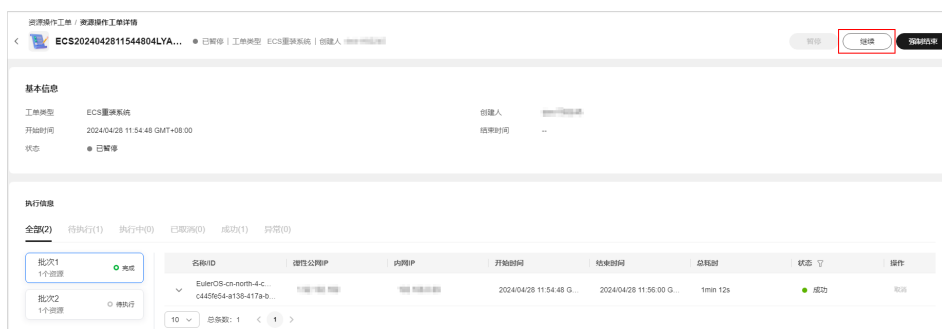 资源操作工单 / 资源操作工单详情
ECS2024042811544804LYA... 已暂停 | 工单类型 ECS重装系统 | 创建人
暂停 继续 强制结束
基本信息
工单类型 ECS重装系统 创建人
开始时间 2024/04/28 11:54:48 GMT+08:00 结束时间 --
状态 已暂停
执行信息
全部(2) 待执行(1) 执行中(0) 已取消(0) 成功(1) 异常(0)
批次1
1个资源
完成
批次2
1个资源
待执行
名称/ID 弹性公网IP 内网IP 开始时间 结束时间 总耗时 状态 操作
EulerOS-cn-north-4-c...
c445fe54-a138-417a-b...
2024/04/28 11:54:48 G... 2024/04/28 11:56:00 G... 1min 12s 成功 取消
10 总条数: 1 < 1 >